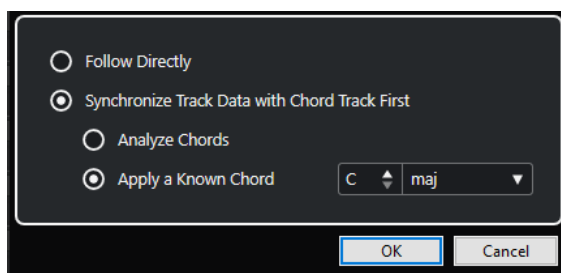 Follow Directly
Synchronize Track Data with Chord Track First
Analyze Chords
Apply a Known Chord C maj
OK Cancel